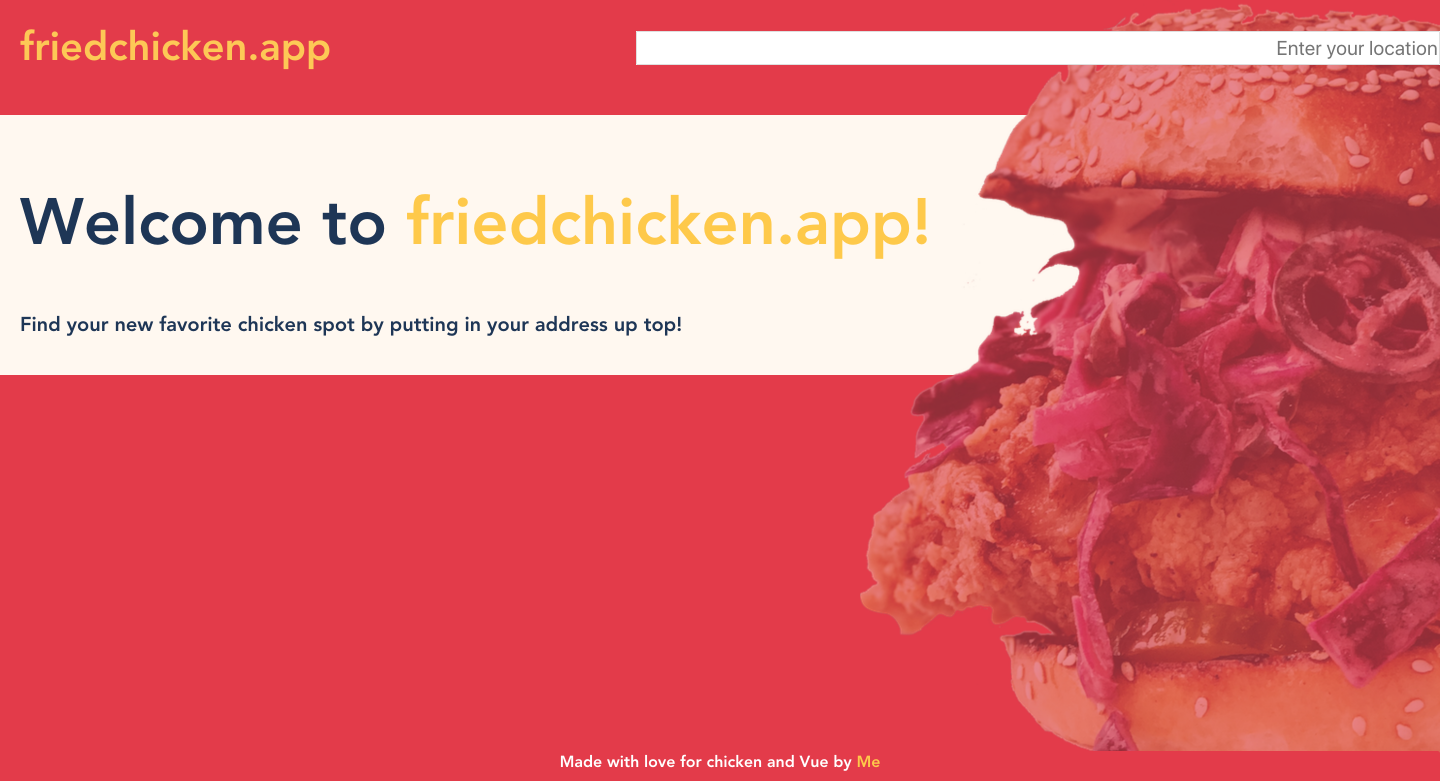 friedchicken.app
Enter your location
Welcome to friedchicken.app!
Find your new favorite chicken spot by putting in your address up top!
Made with love for chicken and Vue by Me